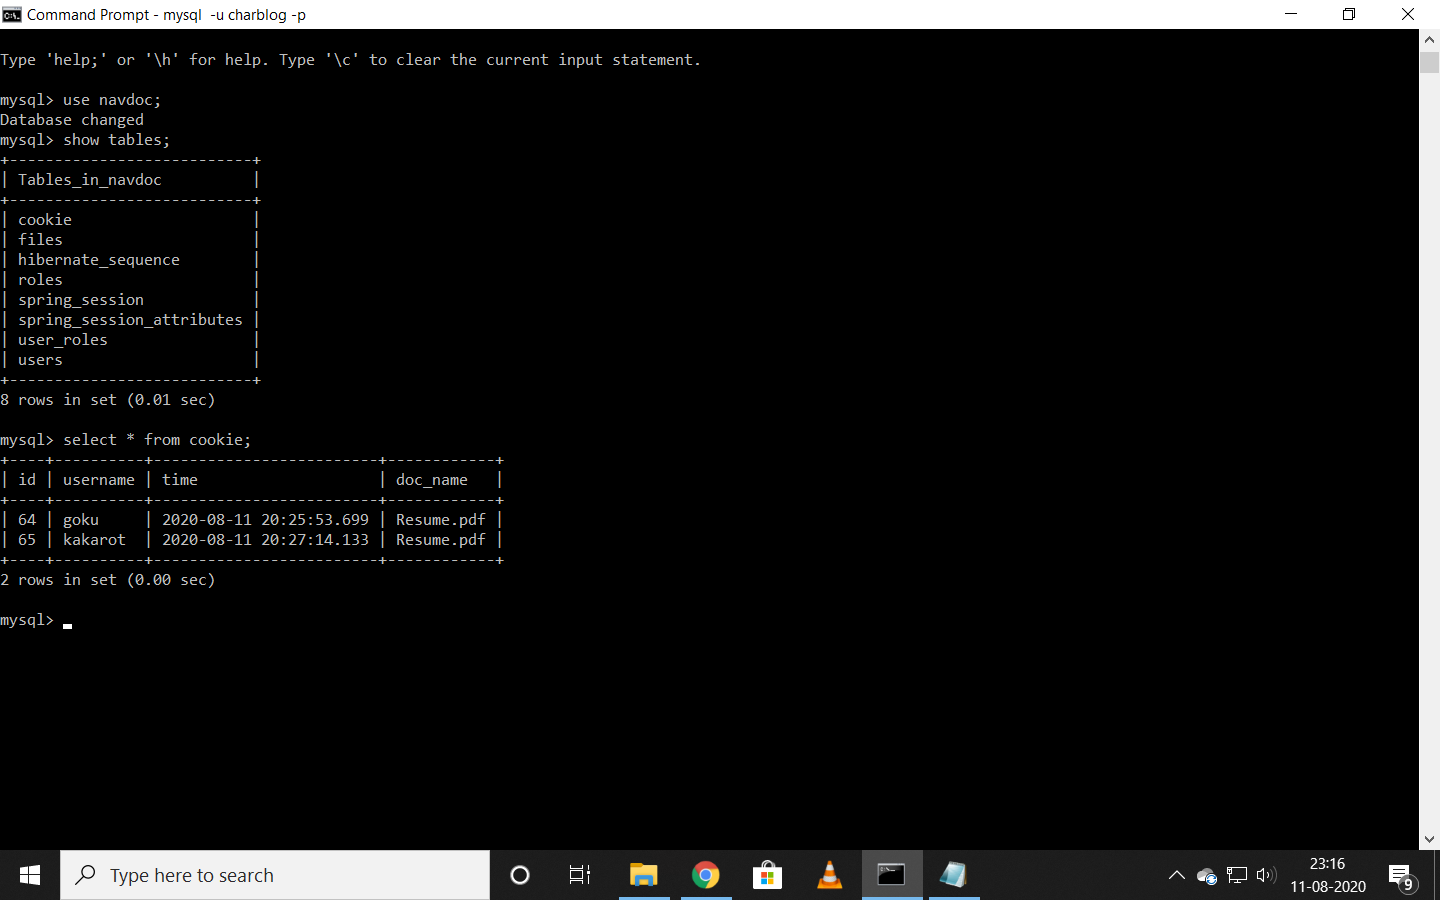 Command Prompt - mysql  -u charblog -p
Type 'help;' or '\h' for help. Type '\c' to clear the current input statement.
mysql> use navdoc;
Database changed
mysql> show tables;
+---------------------------+
| Tables_in_navdoc          |
+---------------------------+
| cookie                    |
| files                     |
| hibernate_sequence        |
| roles                     |
| spring_session            |
| spring_session_attributes |
| user_roles                |
| users                     |
+---------------------------+
8 rows in set (0.01 sec)
mysql> select * from cookie;
+----+----------+-------------------------+------------+
| id | username | time                    | doc_name   |
+----+----------+-------------------------+------------+
| 64 | goku     | 2020-08-11 20:25:53.699 | Resume.pdf |
| 65 | kakarot  | 2020-08-11 20:27:14.133 | Resume.pdf |
+----+----------+-------------------------+------------+
2 rows in set (0.00 sec)
mysql>
Type here to search
23:16
11-08-2020
9